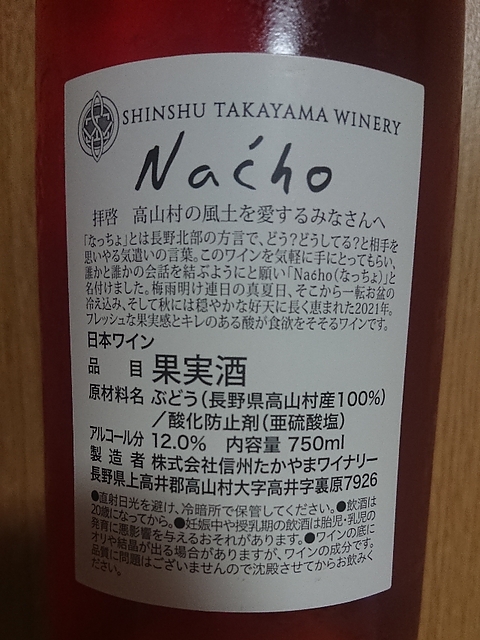 SHINSHU TAKAYAMA WINERY
Naćho
拝啓 高山村の風土を愛するみなさんへ
「なっちょ」とは長野北部の方言で、どう?どうしてる?と相手を
思いやる気遣いの言葉。このワインを気軽に手にとってもらい、
誰かと誰かの会話を結ぶようにと願い「Naćho(なっちょ)」と
名付けました。梅雨明け連日の真夏日、そこから一転お盆の
冷え込み、そして秋には穏やかな好天に長く恵まれた2021年。
フレッシュな果実感とキレのある酸が食欲をそそるワインです。
日本ワイン
品 目 果実酒
原材料名 ぶどう(長野県高山村産100%)
/酸化防止剤(亜硫酸塩)
アルコール分 12.0% 内容量 750ml
製造者 株式会社信州たかやまワイナリー
長野県上高井郡高山村大字高井字裏原7926
●直射日光を避け、冷暗所で保管してください。●飲酒は
20歳になってから。●妊娠中や授乳期の飲酒は胎児・乳児の
発育に悪影響を与えるおそれがあります。●ワインの底に
オリや結晶が出る場合がありますが、ワインの成分です。
品質に問題はございませんので沈殿させてからお飲みく
ださい。